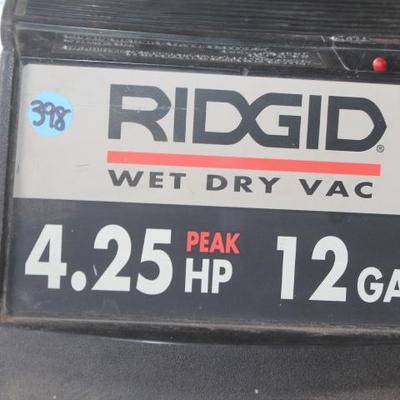 398
RIDGID®
WET DRY VAC
4.25 PEAK HP 12 GA